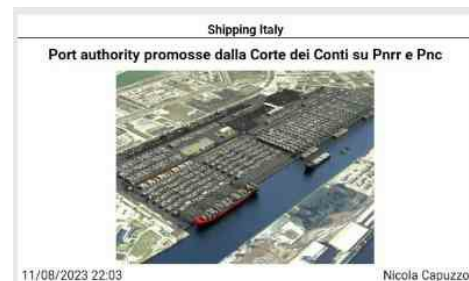 Shipping Italy
Port authority promosse dalla Corte dei Conti su Pnrr e Pnc
11/08/2023 22:03
Nicola Capuzzo